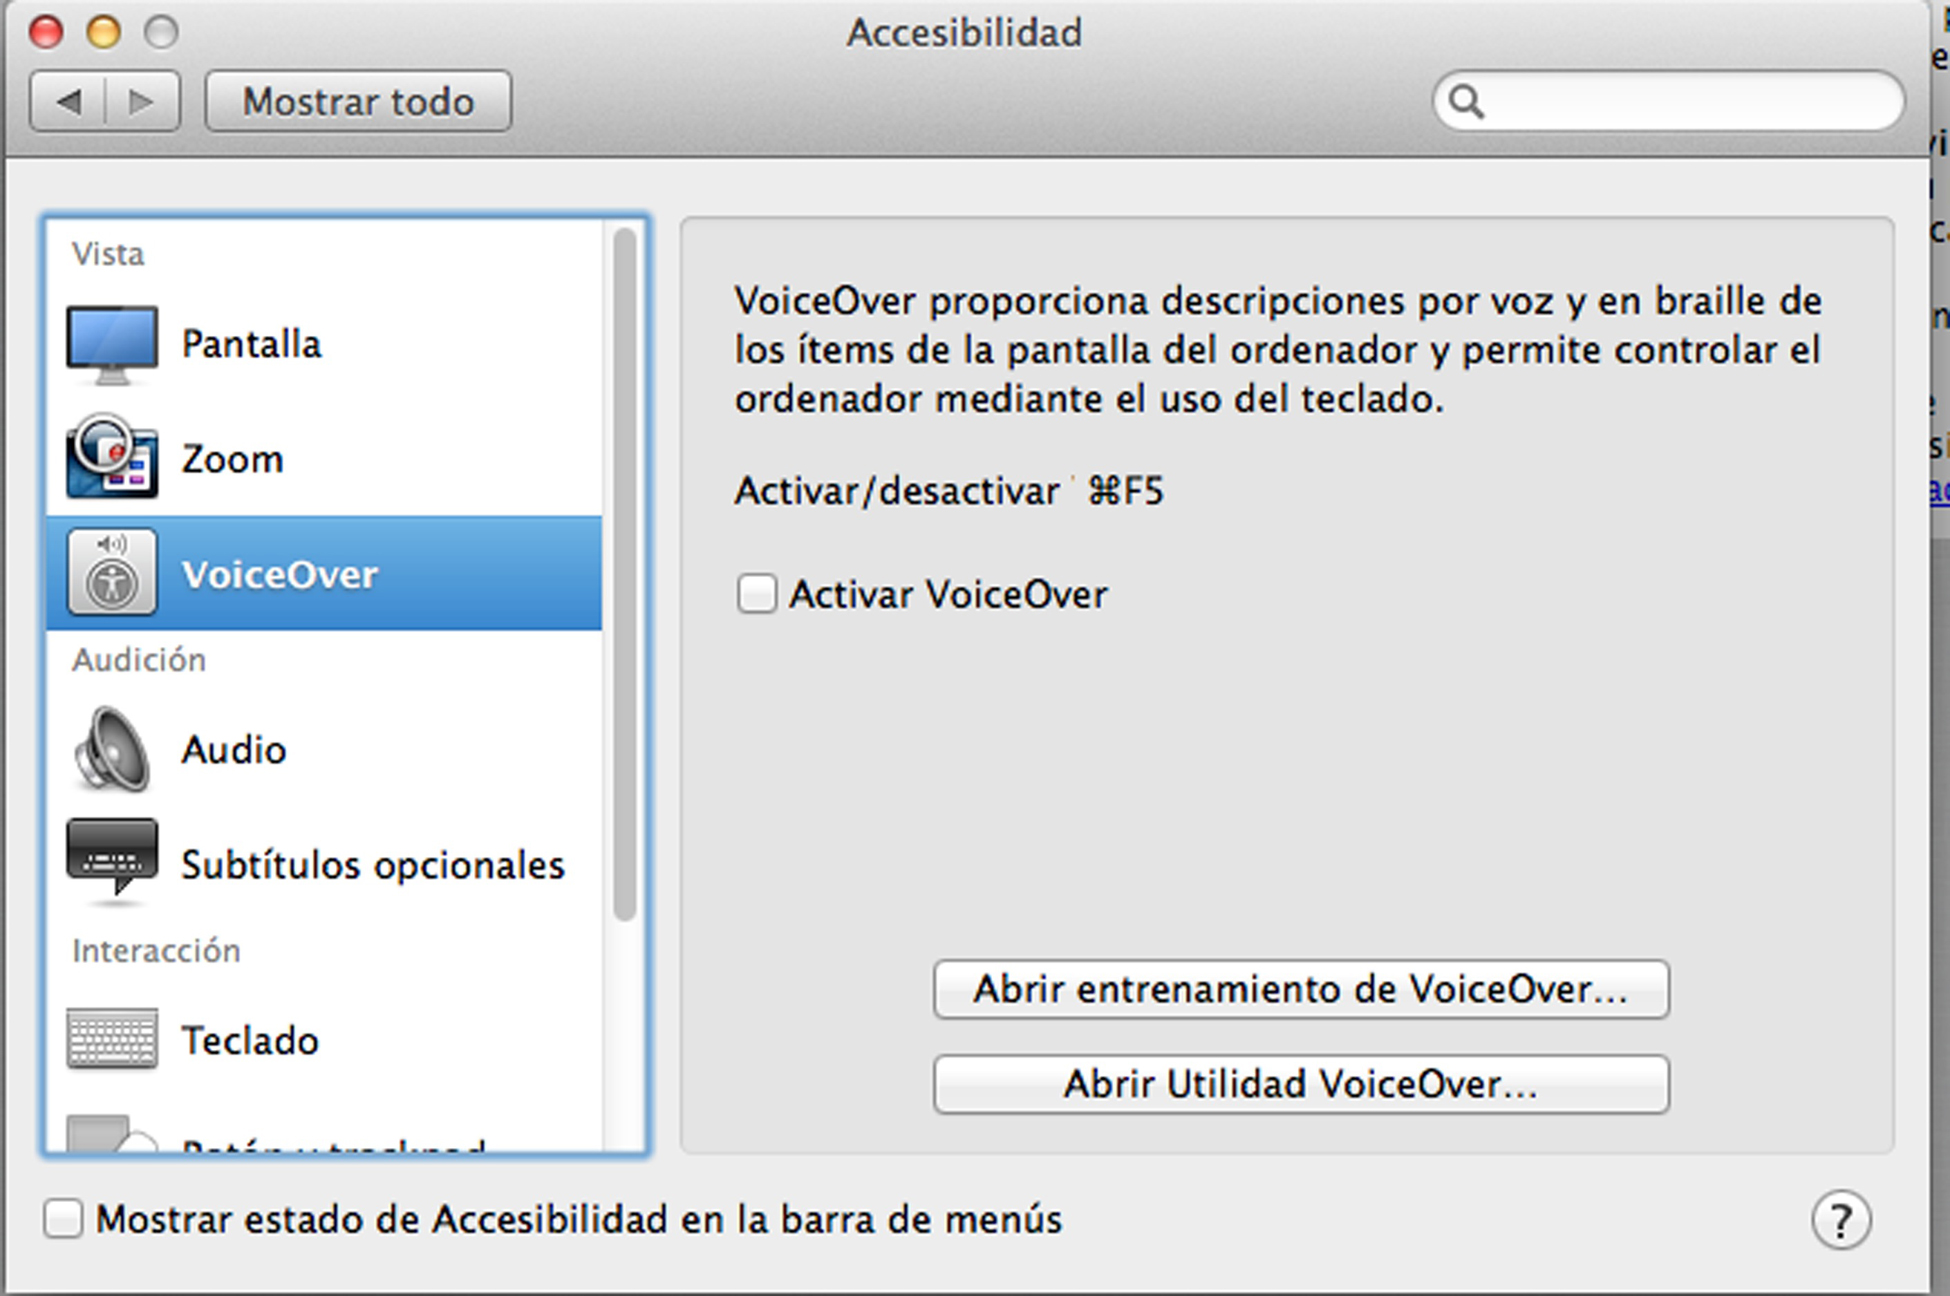 Accesibilidad
Mostrar todo
Vista
Pantalla
Zoom
VoiceOver
Audición
Audio
Subtítulos opcionales
Interacción
Teclado
VoiceOver proporciona descripciones por voz y en braille de
los ítems de la pantalla del ordenador y permite controlar el
ordenador mediante el uso del teclado.
Activar/desactivar ⌘F5
Activar VoiceOver
Abrir entrenamiento de VoiceOver...
Abrir Utilidad VoiceOver...
Mostrar estado de Accesibilidad en la barra de menús
?